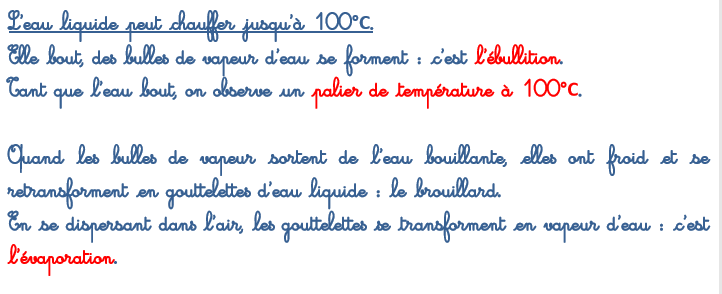 L'eau liquide peut chauffer jusqu'à 100°C.
Elle bout, des bulles de vapeur d'eau se forment : c'est l'ébullition.
Tant que l'eau bout, on observe un palier de température à 100°C.
Quand les bulles de vapeur sortent de l'eau bouillante, elles ont froid et se
retransforment en gouttelettes d'eau liquide : le brouillard.
En se dispersant dans l'air, les gouttelettes se transforment en vapeur d'eau : c'est
l'évaporation.